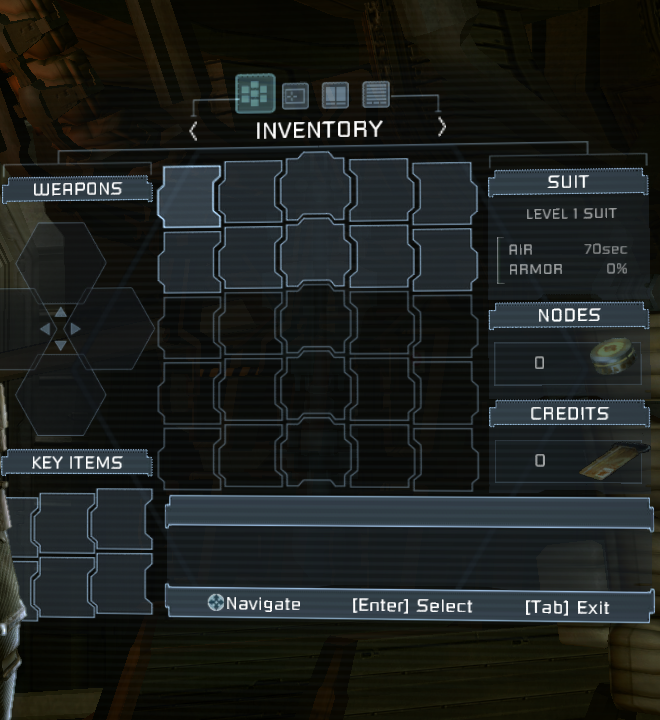 INVENTORY
WEAPONS
SUIT
LEVEL 1 SUIT
AIR 70sec
ARMOR 0%
NODES
0
CREDITS
0
KEY ITEMS
Navigate [Enter] Select [Tab] Exit